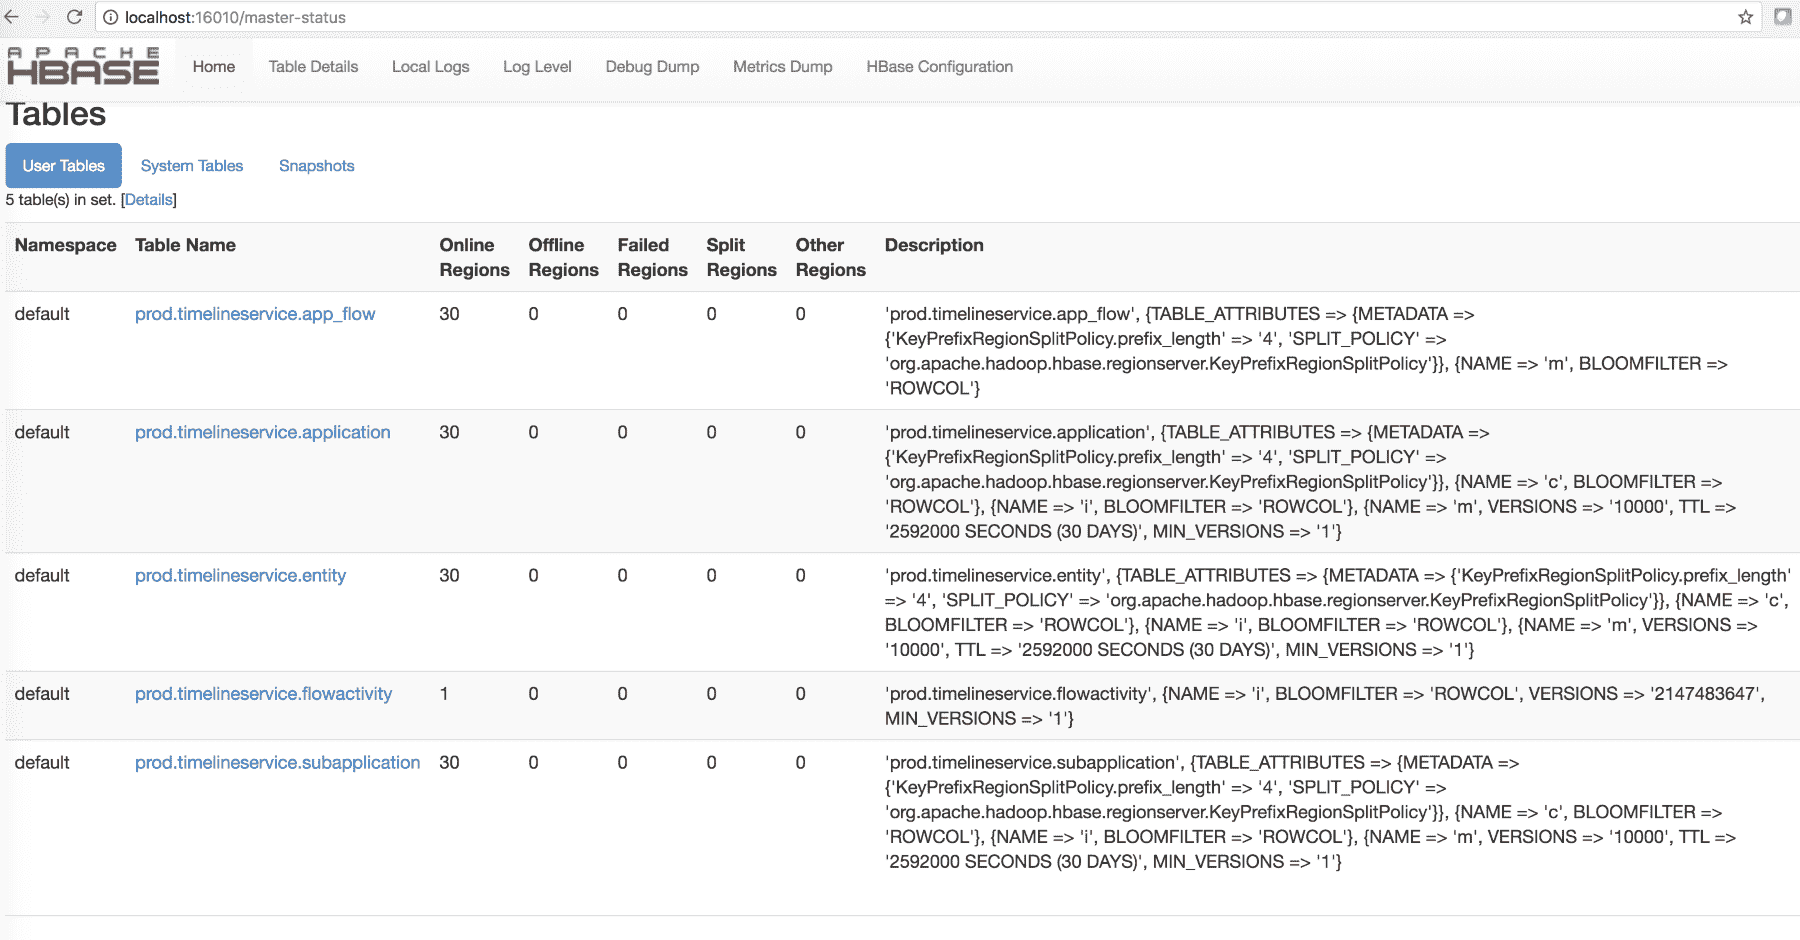 localhost:16010/master-status
APACHE
HBASE
Home Table Details Local Logs Log Level Debug Dump Metrics Dump HBase Configuration
Tables
User Tables System Tables Snapshots
5 table(s) in set. [Details]
Namespace Table Name Online Regions Offline Regions Failed Regions Split Regions Other Regions Description
default prod.timelineservice.app_flow 30 0 0 0 0 'prod.timelineservice.app_flow', {TABLE_ATTRIBUTES => {METADATA =>
{'KeyPrefixRegionSplitPolicy.prefix_length' => '4', 'SPLIT_POLICY' =>
'org.apache.hadoop.hbase.regionserver.KeyPrefixRegionSplitPolicy'}}, {NAME => 'm', BLOOMFILTER =>
'ROWCOL'}
default prod.timelineservice.application 30 0 0 0 0 'prod.timelineservice.application', {TABLE_ATTRIBUTES => {METADATA =>
{'KeyPrefixRegionSplitPolicy.prefix_length' => '4', 'SPLIT_POLICY' =>
'org.apache.hadoop.hbase.regionserver.KeyPrefixRegionSplitPolicy'}}, {NAME => 'c', BLOOMFILTER =>
'ROWCOL'}, {NAME => 'i', BLOOMFILTER => 'ROWCOL'}, {NAME => 'm', VERSIONS => '10000', TTL =>
'2592000 SECONDS (30 DAYS)', MIN_VERSIONS => '1'}
default prod.timelineservice.entity 30 0 0 0 0 'prod.timelineservice.entity', {TABLE_ATTRIBUTES => {METADATA => {'KeyPrefixRegionSplitPolicy.prefix_length'
=> '4', 'SPLIT_POLICY' => 'org.apache.hadoop.hbase.regionserver.KeyPrefixRegionSplitPolicy'}}, {NAME => 'c',
BLOOMFILTER => 'ROWCOL'}, {NAME => 'i', BLOOMFILTER => 'ROWCOL'}, {NAME => 'm', VERSIONS =>
'10000', TTL => '2592000 SECONDS (30 DAYS)', MIN_VERSIONS => '1'}
default prod.timelineservice.flowactivity 1 0 0 0 0 'prod.timelineservice.flowactivity', {NAME => 'i', BLOOMFILTER => 'ROWCOL', VERSIONS => '2147483647',
MIN_VERSIONS => '1'}
default prod.timelineservice.subapplication 30 0 0 0 0 'prod.timelineservice.subapplication', {TABLE_ATTRIBUTES => {METADATA =>
{'KeyPrefixRegionSplitPolicy.prefix_length' => '4', 'SPLIT_POLICY' =>
'org.apache.hadoop.hbase.regionserver.KeyPrefixRegionSplitPolicy'}}, {NAME => 'c', BLOOMFILTER =>
'ROWCOL'}, {NAME => 'i', BLOOMFILTER => 'ROWCOL'}, {NAME => 'm', VERSIONS => '10000', TTL =>
'2592000 SECONDS (30 DAYS)', MIN_VERSIONS => '1'}